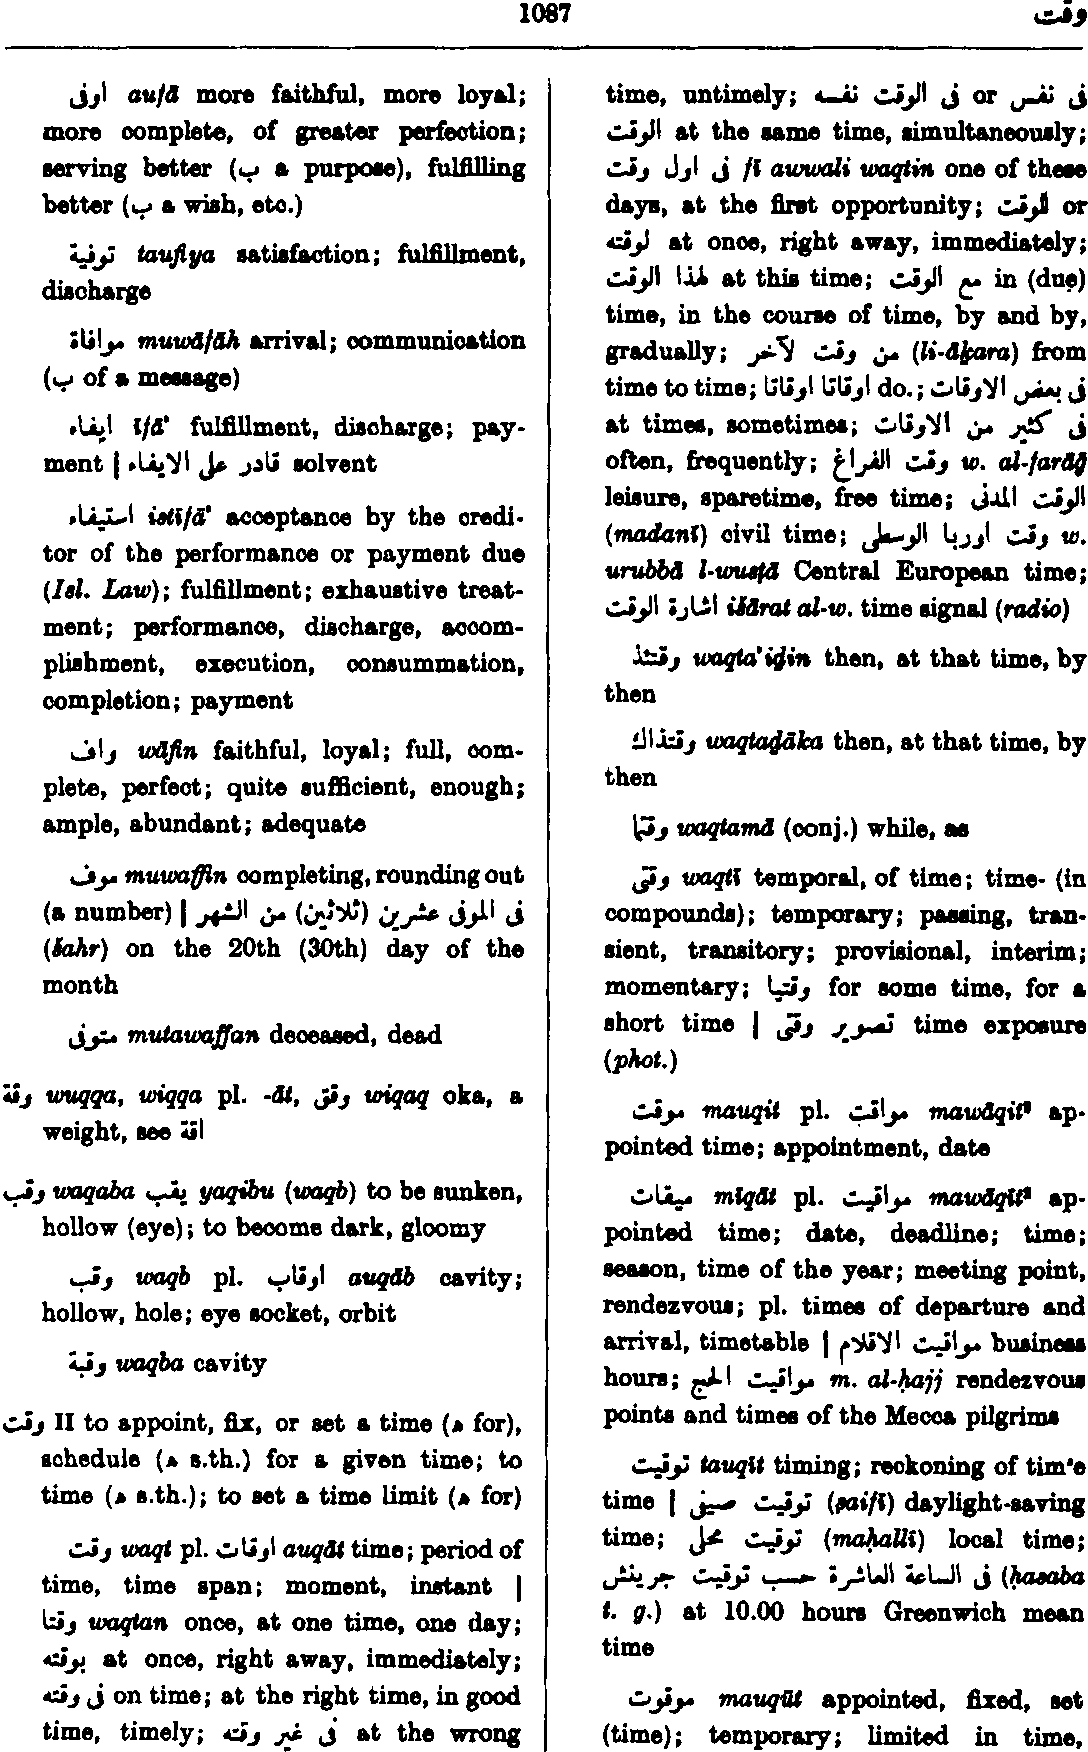 1087
وقت
اوفى aufā more faithful, more loyal;
more complete, of greater perfection;
serving better (ب a purpose), fulfilling
better (ب a wish, etc.)
توفية taufiya satisfaction; fulfillment,
discharge
موافاة muwāfāh arrival; communication
(ب of a message)
ايفاء īfā’ fulfillment, discharge; pay-
ment | قادر على الايفاء solvent
استيفاء istīfā’ acceptance by the credi-
tor of the performance or payment due
(Isl. Law); fulfillment; exhaustive treat-
ment; performance, discharge, accom-
plishment, execution, consummation,
completion; payment
واف wāfin faithful, loyal; full, com-
plete, perfect; quite sufficient, enough;
ample, abundant; adequate
موف muwaffin completing, rounding out
(a number) | فى الموفى عشرين (ثلاثين) من الشهر
(šahr) on the 20th (30th) day of the
month
متوفى mutawaffan deceased, dead
وقة wuqqa, wiqqa pl. -āt, وقق wiqaq oka, a
weight, see اقة
وقب waqaba يقب yaqibu (waqb) to be sunken,
hollow (eye); to become dark, gloomy
وقب waqb pl. اوقاب auqāb cavity;
hollow, hole; eye socket, orbit
وقبة waqba cavity
وقت II to appoint, fix, or set a time (ه for),
schedule (ه s.th.) for a given time; to
time (ه s.th.); to set a time limit (ه for)
وقت waqt pl. اوقات auqāt time; period of
time, time span; moment, instant |
وقتا waqtan once, at one time, one day;
بوقته at once, right away, immediately;
فى وقته on time; at the right time, in good
time, timely; فى غير وقته at the wrong
time, untimely; فى الوقت نفسه or فى نفس
الوقت at the same time, simultaneously;
فى اول وقت fī awwali waqtin one of these
days, at the first opportunity; للوقت or
لوقته at once, right away, immediately;
لهذا الوقت at this time; مع الوقت in (due)
time, in the course of time, by and by,
gradually; من وقت لآخر (li-āḵara) from
time to time; اوقاتا اوقاتا do.; فى بعض الاوقات
at times, sometimes; فى كثير من الاوقات
often, frequently; وقت الفراغ w. al-farāḡ
leisure, sparetime, free time; الوقت المدنى
(madanī) civil time; وقت اوربا الوسطى w.
urubbā l-wusṭā Central European time;
اشارة الوقت išārat al-w. time signal (radio)
وقتئذ waqta’iḏin then, at that time, by
then
وقتذاك waqtaḏāka then, at that time, by
then
وقتما waqtamā (conj.) while, as
وقتى waqtī temporal, of time; time- (in
compounds); temporary; passing, tran-
sient, transitory; provisional, interim;
momentary; وقتيا for some time, for a
short time | تصوير وقتى time exposure
(phot.)
موقت mauqit pl. مواقت mawāqit² ap-
pointed time; appointment, date
ميقات mīqāt pl. مواقيت mawāqīt² ap-
pointed time; date, deadline; time;
season, time of the year; meeting point,
rendezvous; pl. times of departure and
arrival, timetable | مواقيت الاقلام business
hours; مواقيت الحج m. al-ḥajj rendezvous
points and times of the Mecca pilgrims
توقيت tauqīt timing; reckoning of tim'e
time | توقيت صيفى (ṣaifī) daylight-saving
time; توقيت محلى (maḥallī) local time;
فى الساعة العاشرة حسب توقيت جرينتش (ḥasaba
t. g.) at 10.00 hours Greenwich mean
time
موقوت mauqūt appointed, fixed, set
(time); temporary; limited in time,